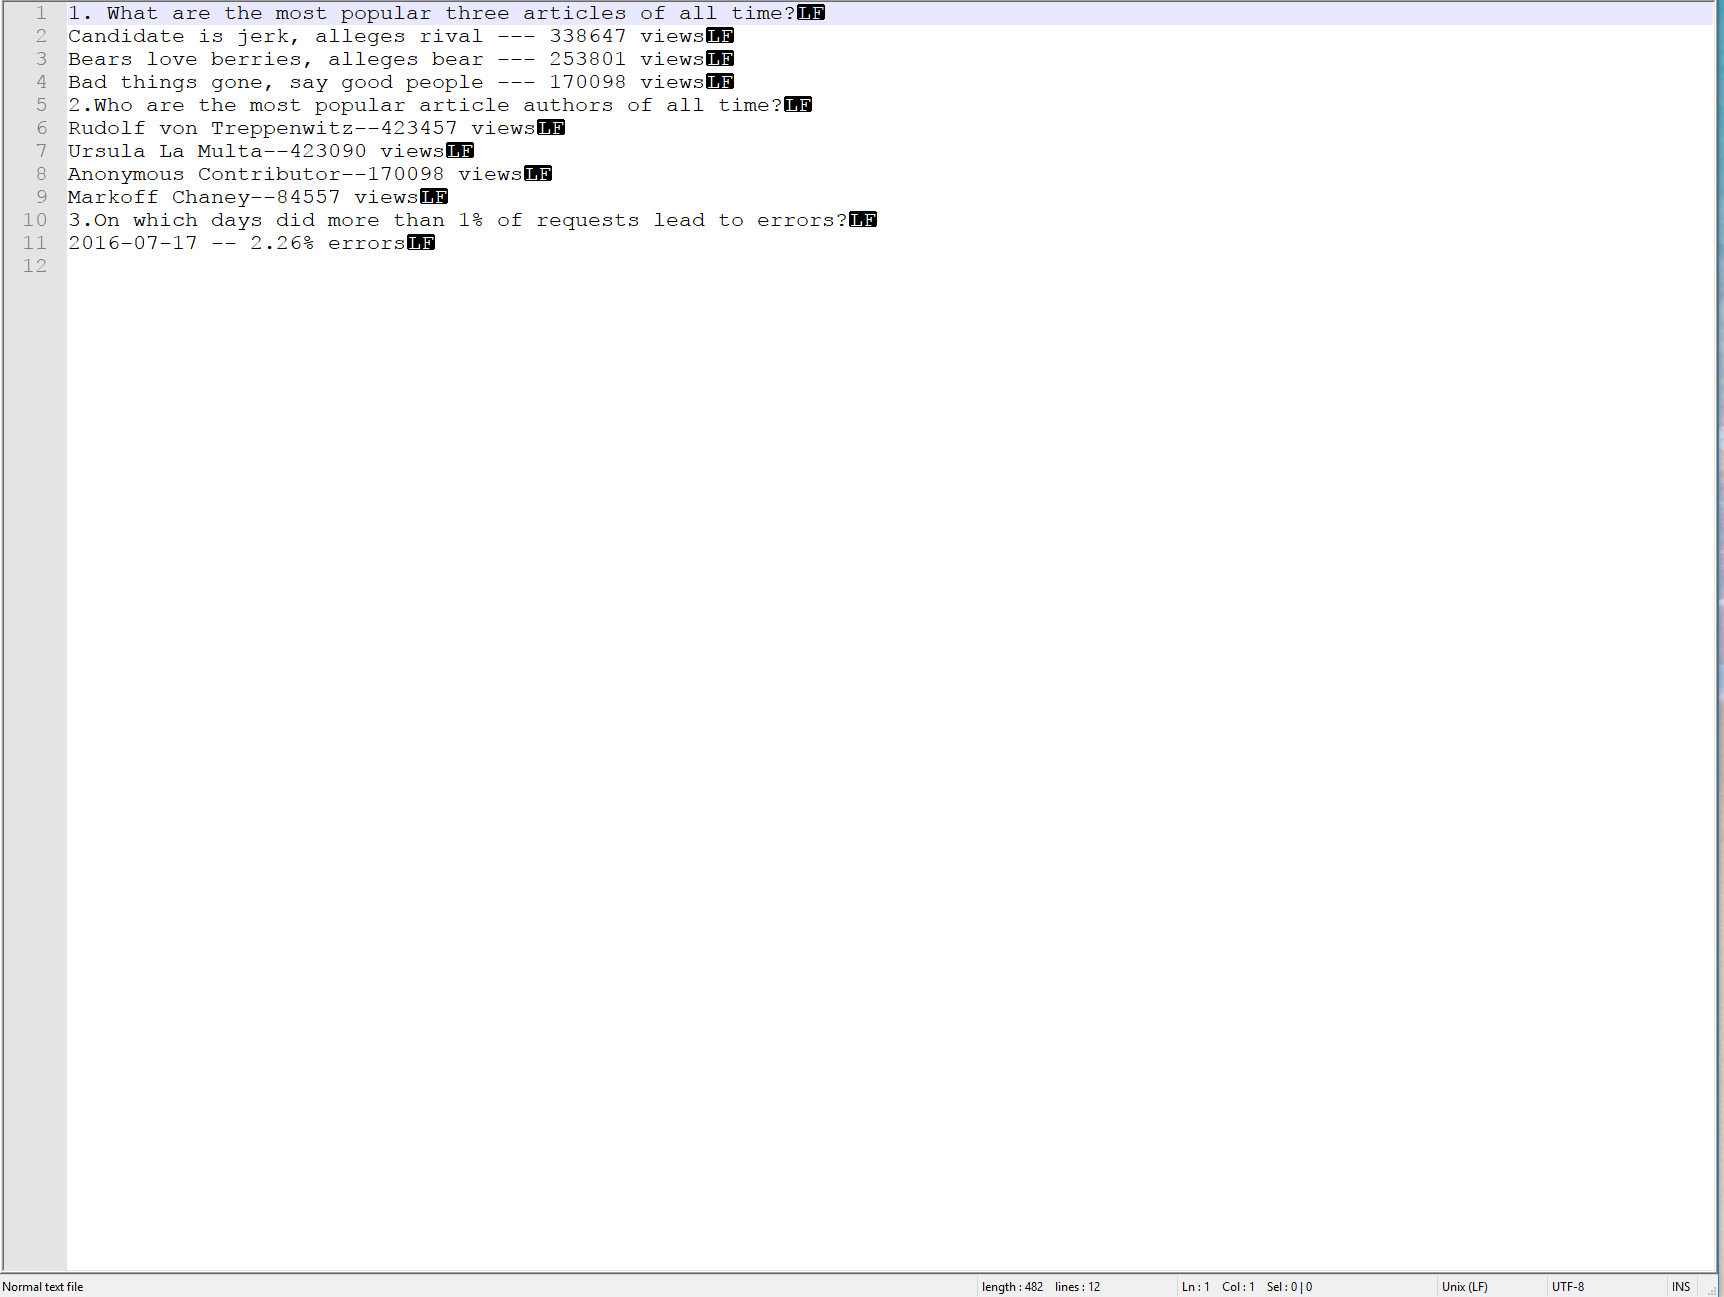 1 1. What are the most popular three articles of all time?LF
2 Candidate is jerk, alleges rival --- 338647 viewsLF
3 Bears love berries, alleges bear --- 253801 viewsLF
4 Bad things gone, say good people --- 170098 viewsLF
5 2.Who are the most popular article authors of all time?LF
6 Rudolf von Treppenwitz--423457 viewsLF
7 Ursula La Multa--423090 viewsLF
8 Anonymous Contributor--170098 viewsLF
9 Markoff Chaney--84557 viewsLF
10 3.On which days did more than 1% of requests lead to errors?LF
11 2016-07-17 -- 2.26% errorsLF
12
Normal text file length : 482 lines : 12 Ln : 1 Col : 1 Sel : 0 | 0 Unix (LF) UTF-8 INS